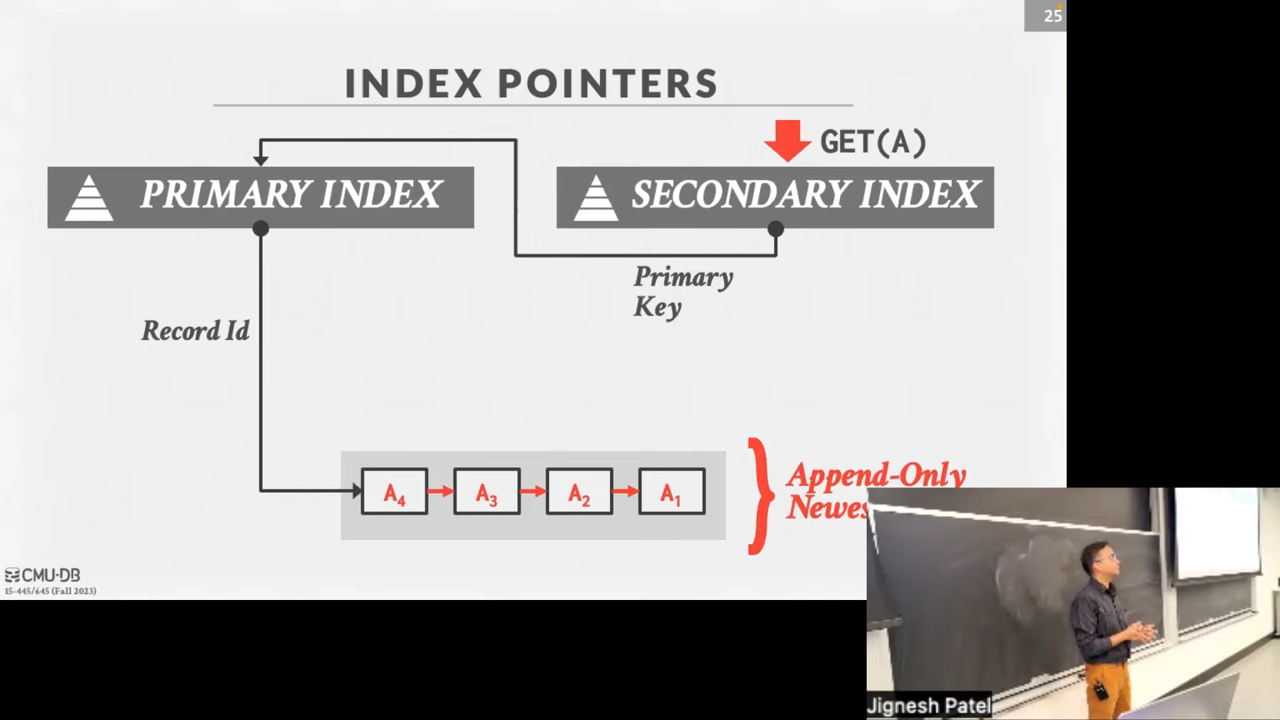 25
INDEX POINTERS
GET(A)
PRIMARY INDEX
SECONDARY INDEX
Primary
Key
Record Id
A4
A3
A2
A1
Append-Only
CMU·DB
15-445/645 (Fall 2023)
Jignesh Patel